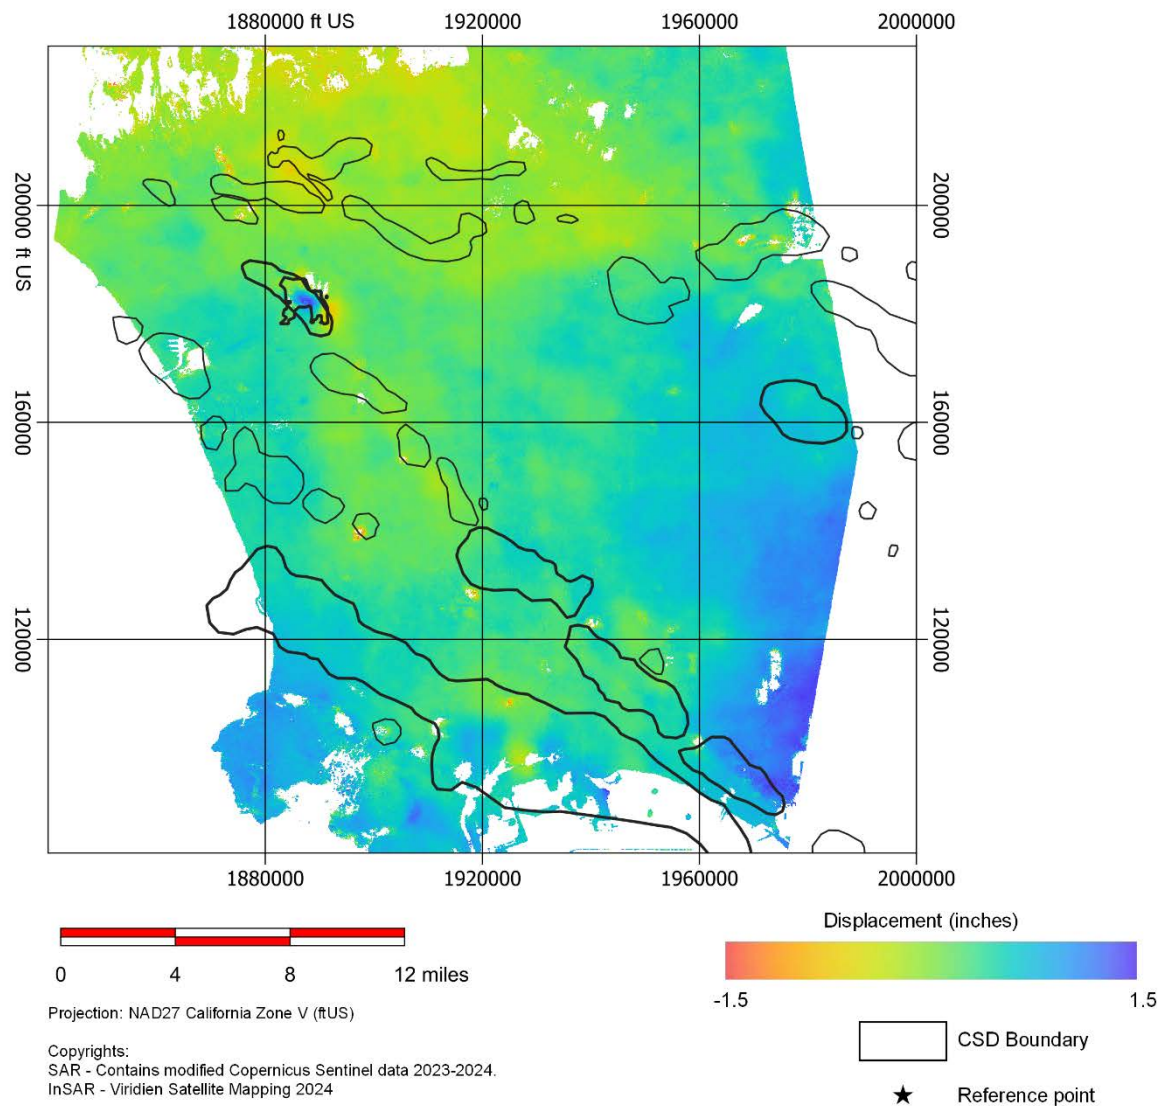 1880000 ft US 1920000 1960000 2000000
200000 ft US
200000
160000
160000
120000
120000
1880000 1920000 1960000 2000000
0 4 8 12 miles
Projection: NAD27 California Zone V (ftUS)
Copyrights:
SAR - Contains modified Copernicus Sentinel data 2023-2024.
InSAR - Viridien Satellite Mapping 2024
Displacement (inches)
-1.5 1.5
CSD Boundary
Reference point